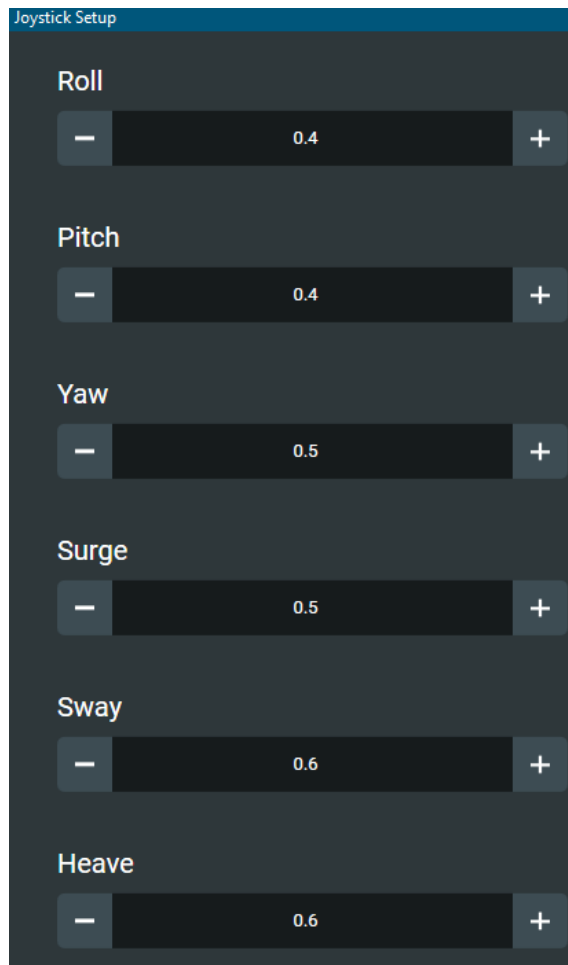 Joystick Setup
Roll
− 0.4 +
Pitch
− 0.4 +
Yaw
− 0.5 +
Surge
− 0.5 +
Sway
− 0.6 +
Heave
− 0.6 +